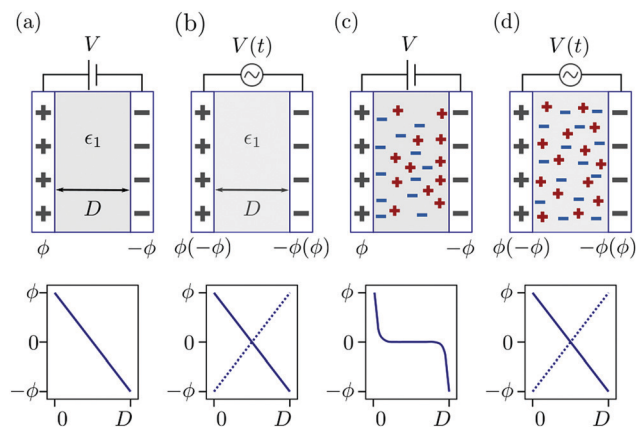 (a) (b) (c) (d)
V V(t) V V(t)
ϵ₁ ϵ₁
D D
ϕ −ϕ ϕ(−ϕ) −ϕ(ϕ) ϕ −ϕ ϕ(−ϕ) −ϕ(ϕ)
ϕ ϕ ϕ ϕ
0 0 0 0
−ϕ −ϕ −ϕ −ϕ
0 D 0 D 0 D 0 D